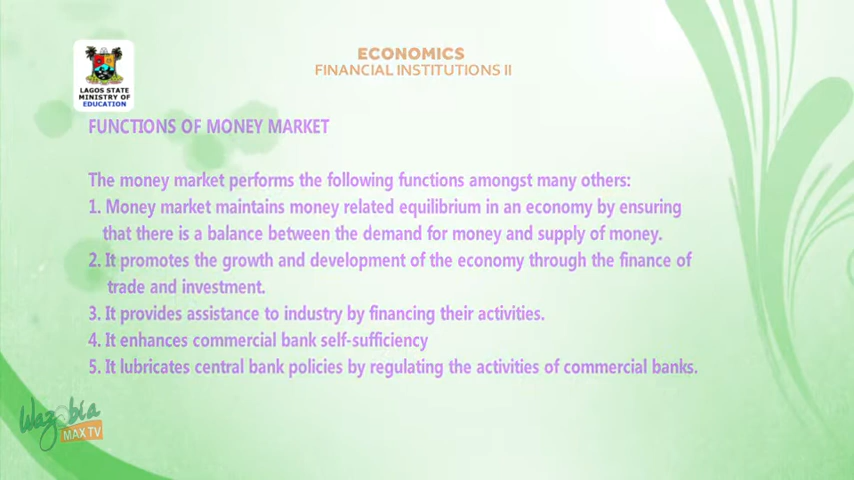 ECONOMICS
FINANCIAL INSTITUTIONS II
LAGOS STATE
MINISTRY OF
EDUCATION
FUNCTIONS OF MONEY MARKET
The money market performs the following functions amongst many others:
1. Money market maintains money related equilibrium in an economy by ensuring
that there is a balance between the demand for money and supply of money.
2. It promotes the growth and development of the economy through the finance of
trade and investment.
3. It provides assistance to industry by financing their activities.
4. It enhances commercial bank self-sufficiency
5. It lubricates central bank policies by regulating the activities of commercial banks.
Wazobia
MAX TV